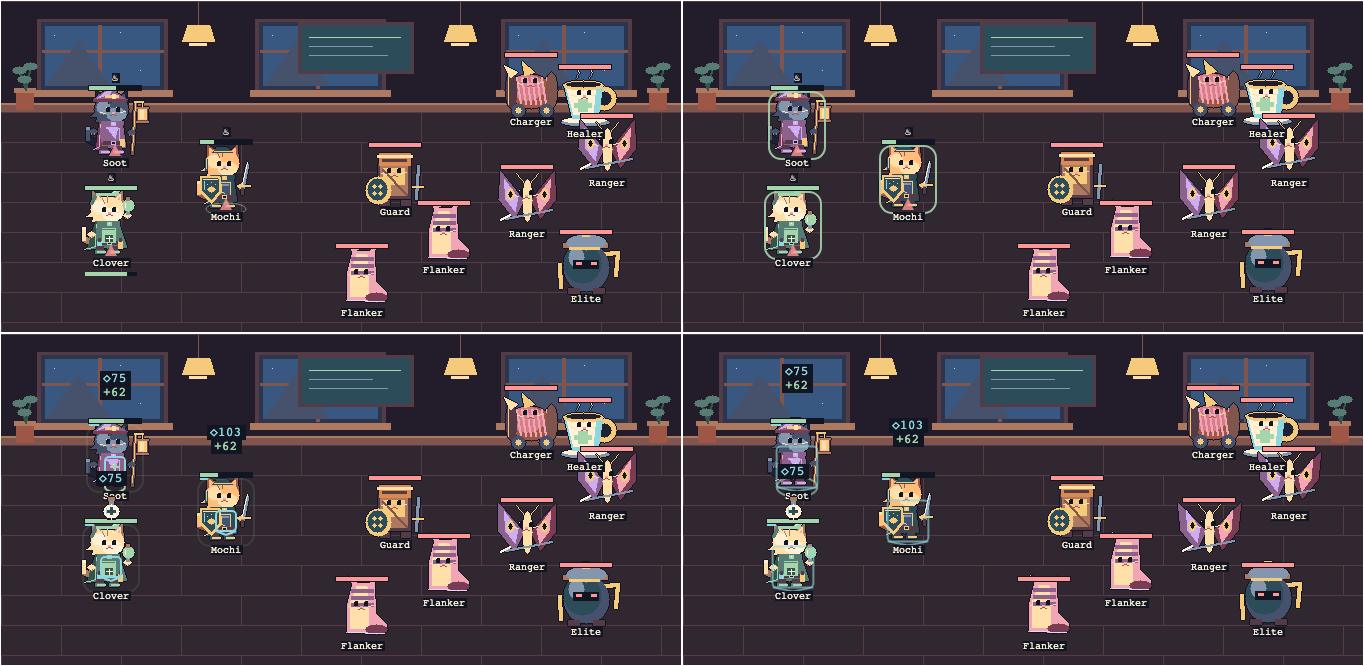 Charger
Healer
Soot
Ranger
Guard
Mochi
Ranger
Clover
Flanker
Elite
Flanker
Charger
Healer
Soot
Ranger
Guard
Mochi
Ranger
Clover
Flanker
Elite
Flanker
◇75
+62
◇103
+62
Charger
Healer
◇75
Soot
Ranger
Guard
Mochi
Ranger
Clover
Flanker
Elite
Flanker
◇75
+62
◇103
+62
Charger
Healer
◇75
Soot
Ranger
Guard
Mochi
Ranger
Clover
Flanker
Elite
Flanker